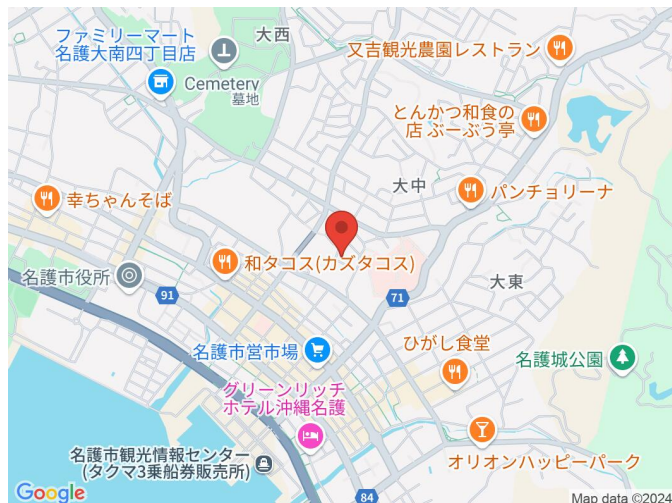 ファミリーマート
名護大南四丁目店
大西
Cemetery
墓地
又吉観光農園レストラン
とんかつ和食の
店 ぶーぶう亭
大中
パンチョリーナ
幸ちゃんそば
和タコス(カズタコス)
名護市役所
91
71
大東
名護市営市場
ひがし食堂
名護城公園
グリーンリッチ
ホテル沖縄名護
名護市観光情報センター
(タクマ3乗船券販売所)
オリオンハッピーパーク
84
Google
Map data ©2024